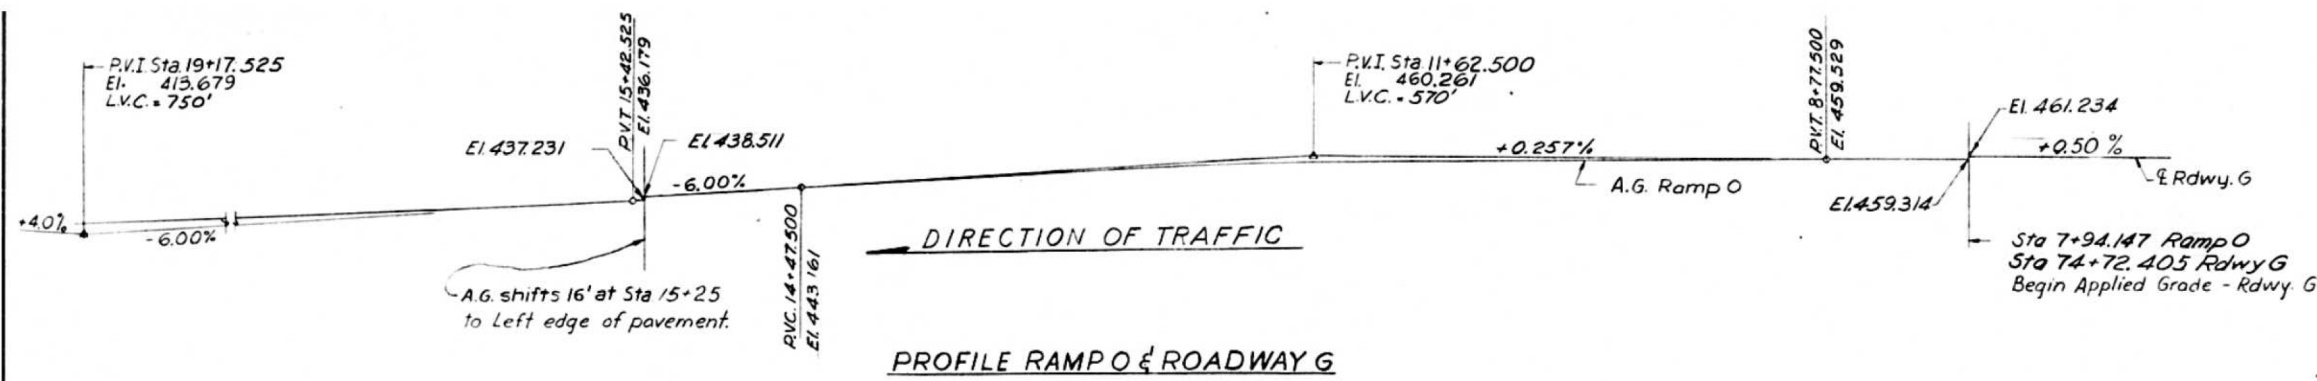 P.V.I. Sta. 19+17.525
El. 413.679
L.V.C. = 750'
+4.0%
-6.00%
El. 437.231
P.V.T. 15+42.525
El. 436.179
El. 438.511
-6.00%
A.G. shifts 16' at Sta 15+25
to Left edge of pavement.
P.V.C. 14+47.500
El. 443.161
DIRECTION OF TRAFFIC
P.V.I. Sta 11+62.500
El. 460.261
L.V.C. = 570'
+0.257%
A.G. Ramp O
P.V.T. 8+77.500
El. 459.529
El. 461.234
+0.50 %
℄ Rdwy. G
El. 459.314
Sta 7+94.147 Ramp O
Sta 74+72.405 Rdwy G
Begin Applied Grade - Rdwy. G
PROFILE RAMP O & ROADWAY G